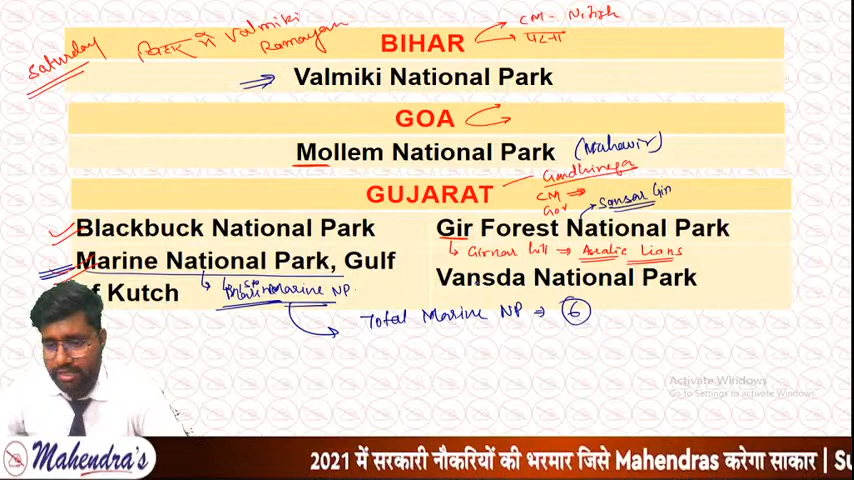 Saturday
बिहार में Valmiki
Ramayan
BIHAR
CM - Nitish
पटना
Valmiki National Park
GOA
Mollem National Park (Mahavir)
GUJARAT
Gandhinagar
CM
Gov
Sansar Gir
Blackbuck National Park
Gir Forest National Park
Girnar hill ⇒ Asiatic Lions
Marine National Park, Gulf
of Kutch
Marine NP.
Vansda National Park
Total Marine NP ⇒ 6
Activate Windows
Go to Settings to activate Windows.
Mahendra's
2021 में सरकारी नौकरियों की भरमार जिसे Mahendras करेगा साकार | Su